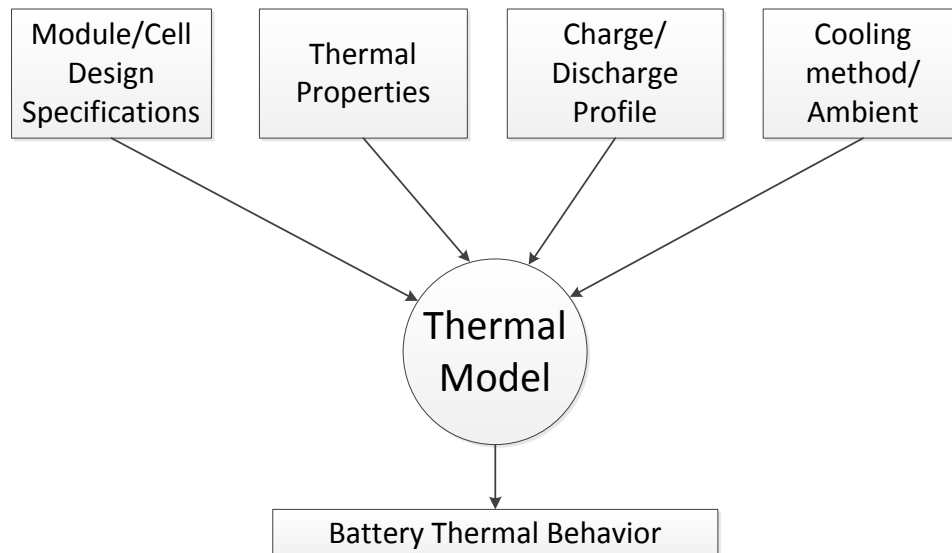 Module/Cell
Design
Specifications
Thermal
Properties
Charge/
Discharge
Profile
Cooling
method/
Ambient
Thermal
Model
Battery Thermal Behavior